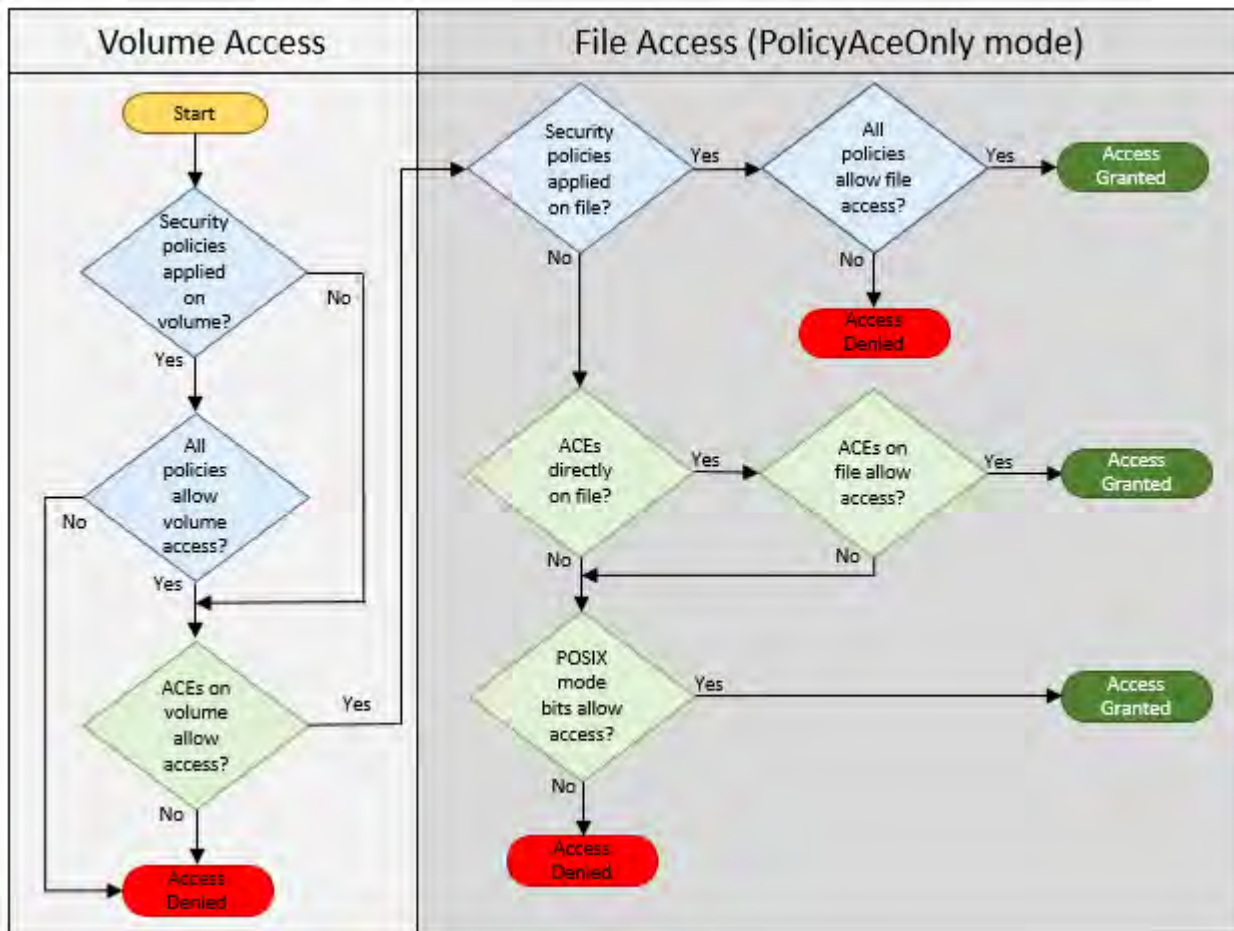 Volume Access
File Access (PolicyAceOnly mode)
Start
Security
policies
applied
on
volume?
No
Yes
All
policies
allow
volume
access?
No
Yes
ACEs on
volume
allow
access?
Yes
No
Access
Denied
Security
policies
applied
on file?
Yes
No
All
policies
allow file
access?
Yes
Access
Granted
No
Access
Denied
ACEs
directly
on file?
Yes
No
ACEs on
file allow
access?
Yes
Access
Granted
No
POSIX
mode
bits allow
access?
Yes
Access
Granted
No
Access
Denied